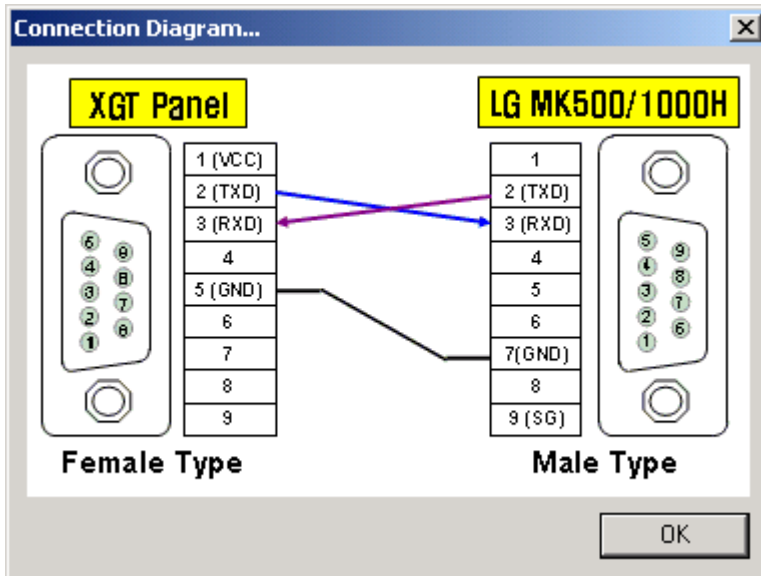 Connection Diagram...
XGT Panel
LG MK500/1000H
1 (VCC)
2 (TXD)
3 (RXD)
4
5 (GND)
6
7
8
9
1
2 (TXD)
3 (RXD)
4
5
6
7(GND)
8
9 (SG)
5
4
3
2
1
9
8
7
6
5
4
3
2
1
9
8
7
6
Female Type
Male Type
OK